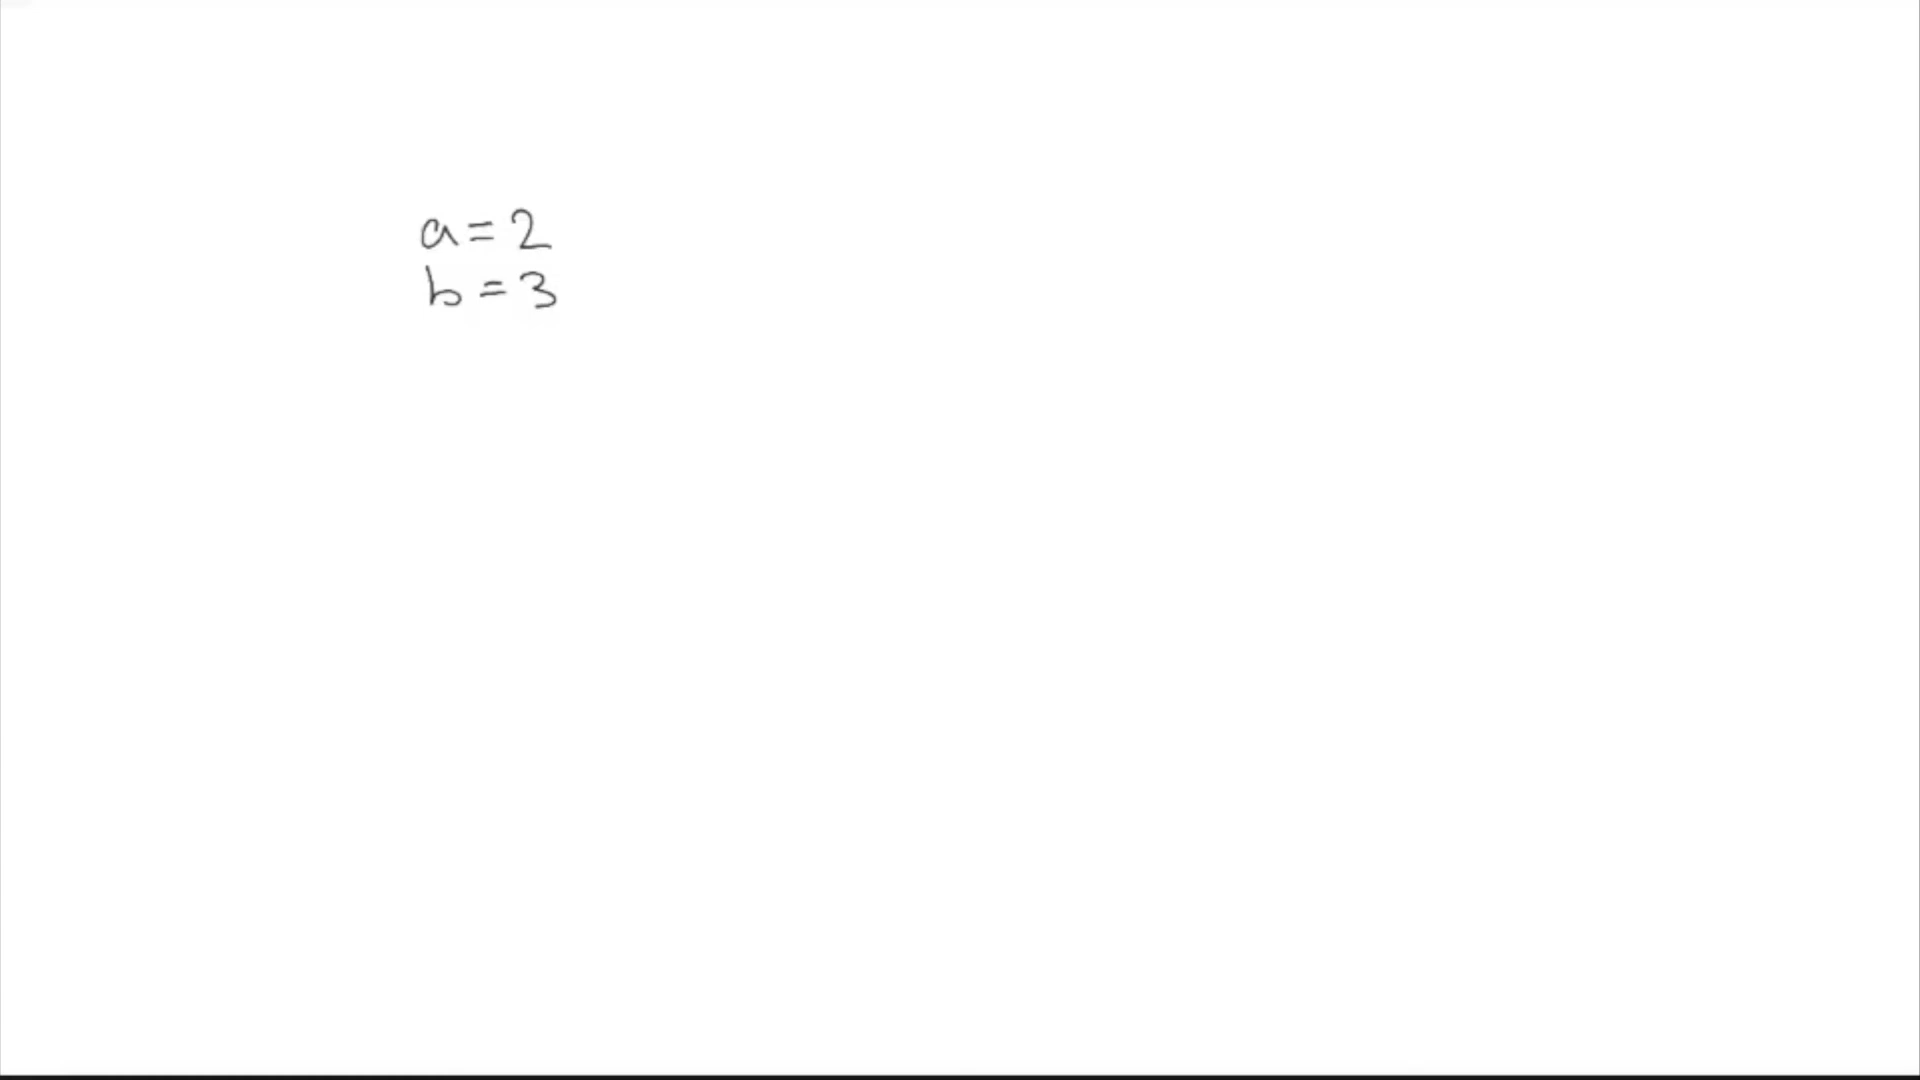 a = 2
b = 3